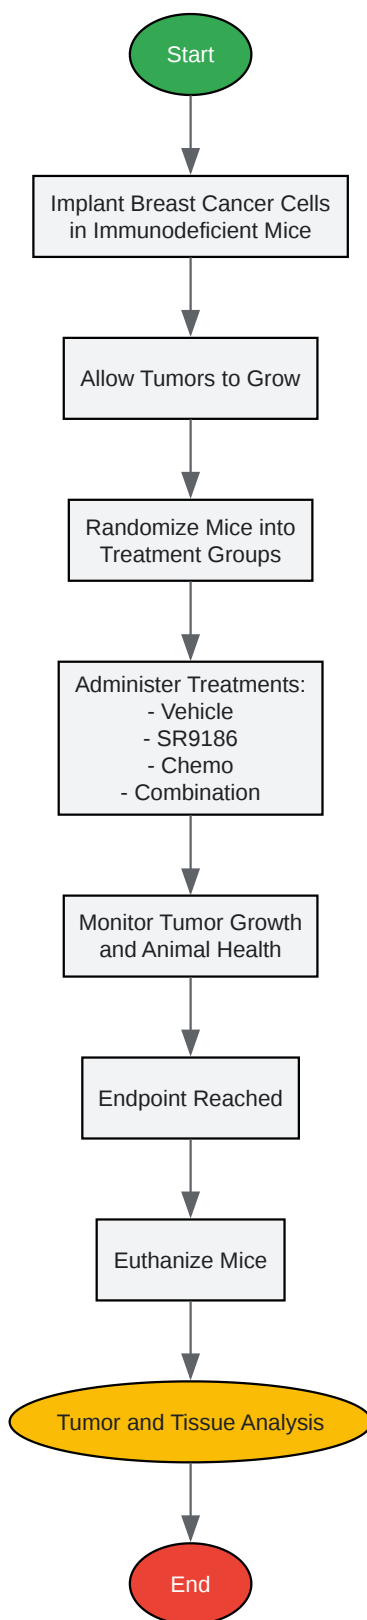 Start
Implant Breast Cancer Cells
in Immunodeficient Mice
Allow Tumors to Grow
Randomize Mice into
Treatment Groups
Administer Treatments:
- Vehicle
- SR9186
- Chemo
- Combination
Monitor Tumor Growth
and Animal Health
Endpoint Reached
Euthanize Mice
Tumor and Tissue Analysis
End